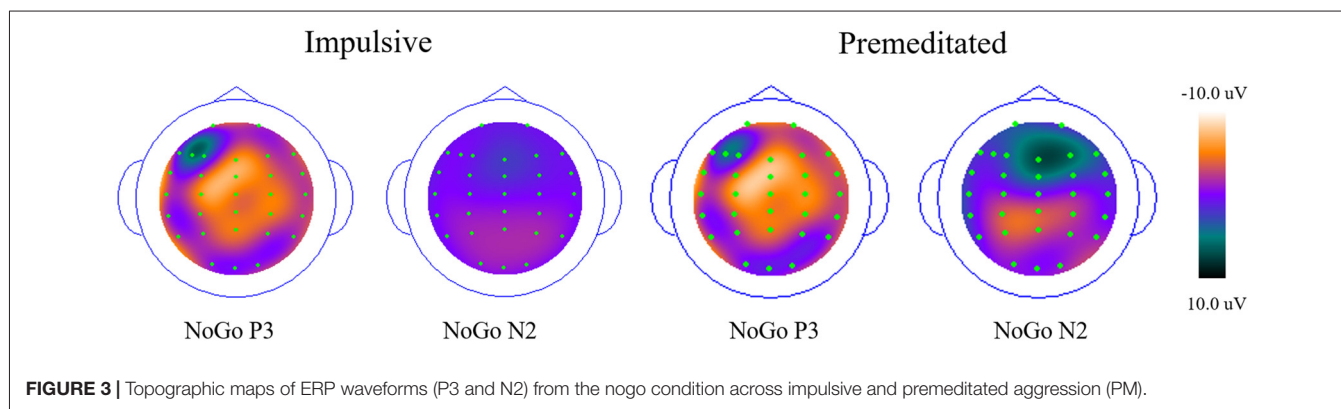 Impulsive
Premeditated
-10.0 uV
10.0 uV
NoGo P3
NoGo N2
NoGo P3
NoGo N2
FIGURE 3 | Topographic maps of ERP waveforms (P3 and N2) from the nogo condition across impulsive and premeditated aggression (PM).